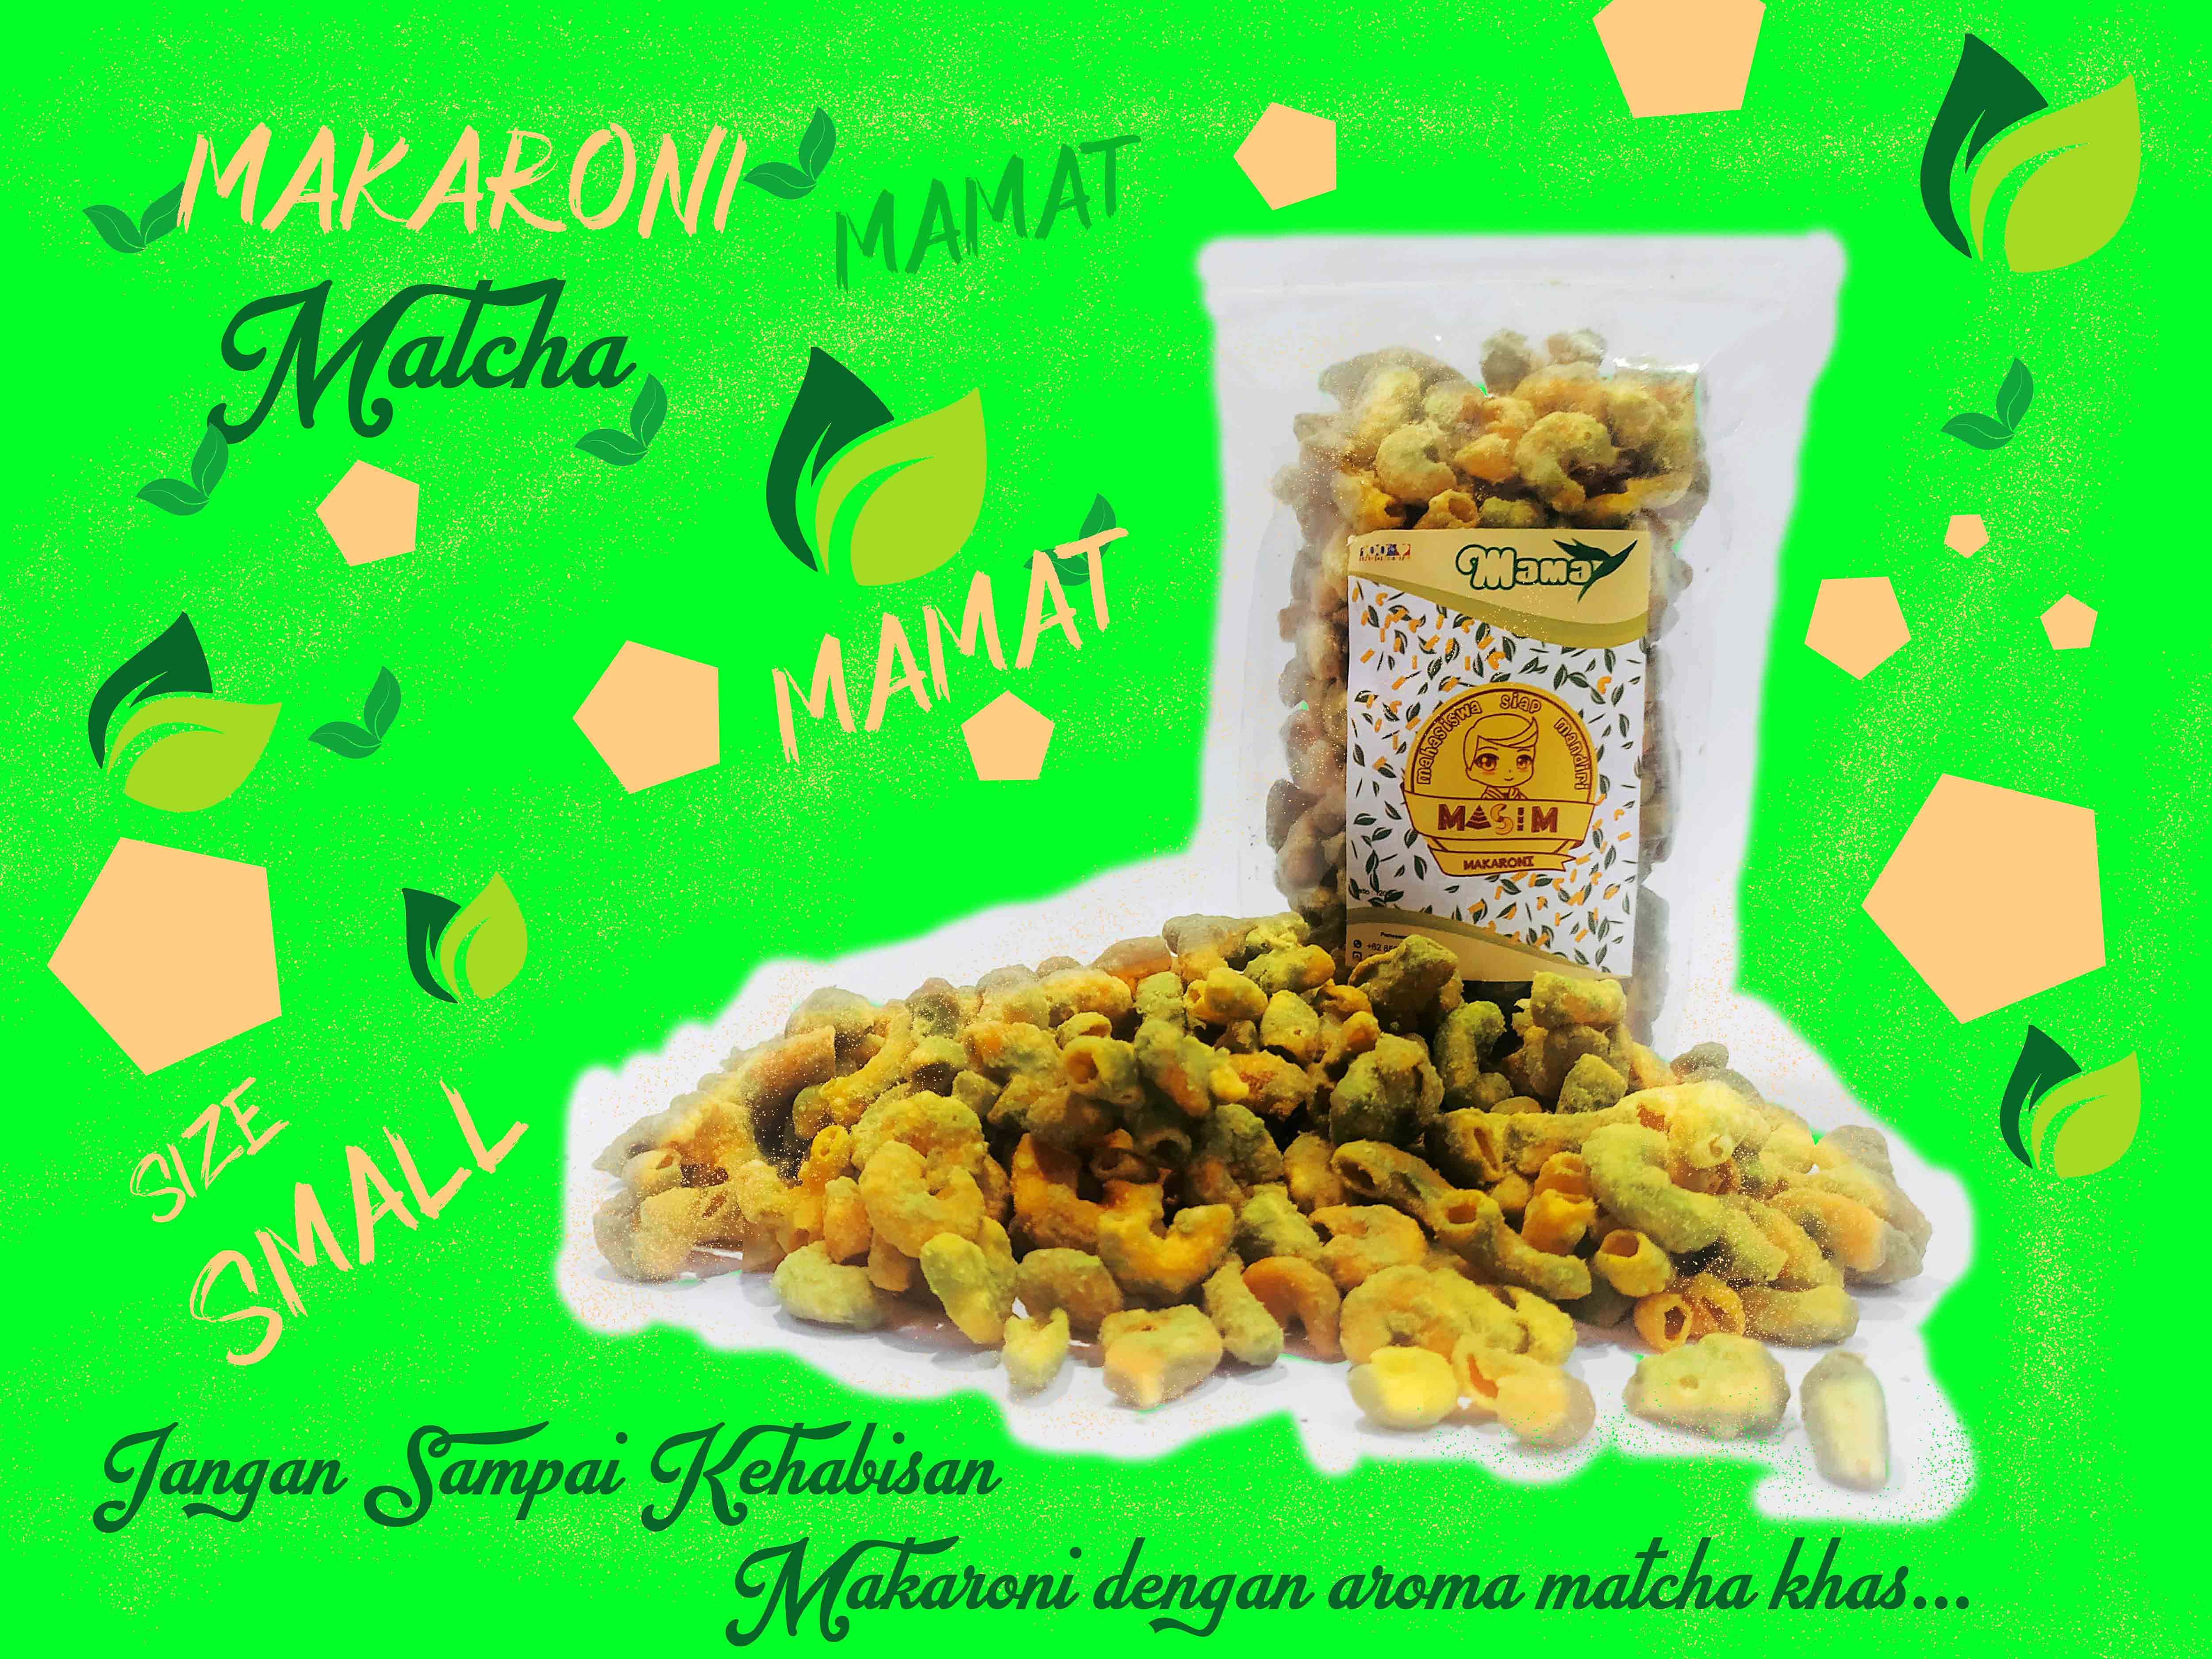 MAKARONI
MAMAT
Matcha
MAMAT
Mama
mahasiswa siap mandiri
MASIM
MAKARONI
SIZE
SMALL
Jangan Sampai Kehabisan
Makaroni dengan aroma matcha khas...